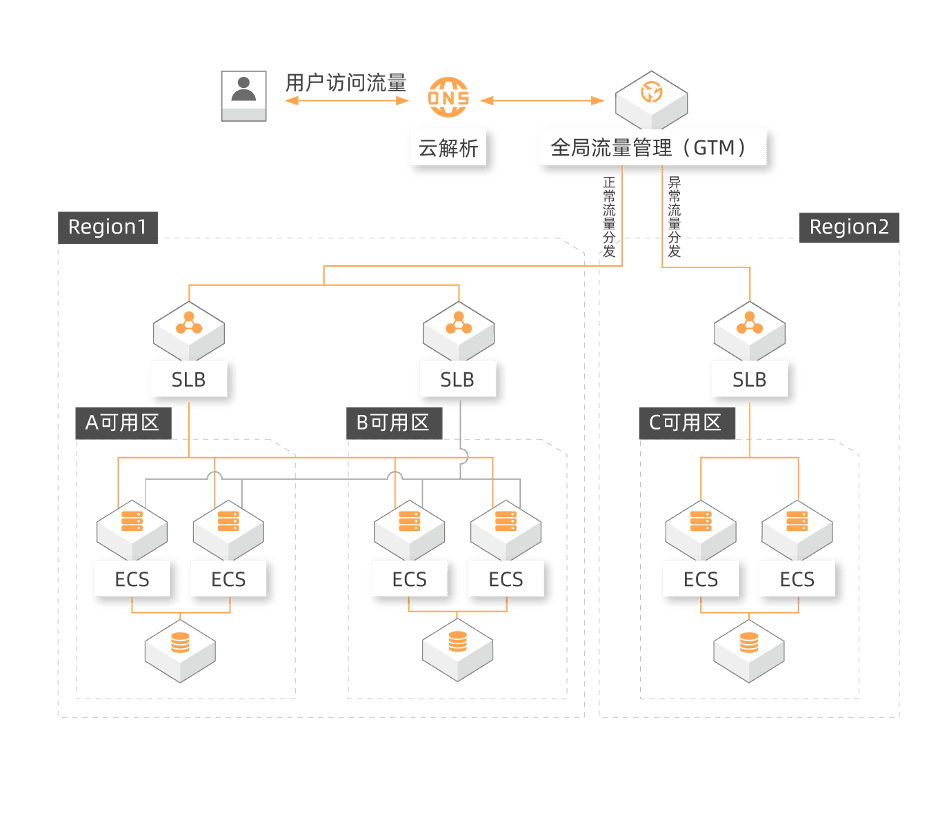 用户访问流量
DNS
云解析
全局流量管理（GTM）
正常流量分发
异常流量分发
Region1
Region2
SLB
SLB
SLB
A可用区
B可用区
C可用区
ECS
ECS
ECS
ECS
ECS
ECS